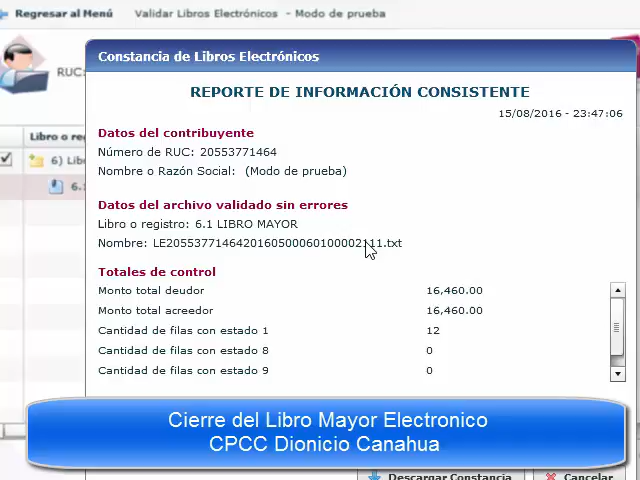 Regresar al Menú Validar Libros Electrónicos - Modo de prueba
Constancia de Libros Electrónicos
RUC:
REPORTE DE INFORMACIÓN CONSISTENTE
15/08/2016 - 23:47:06
Datos del contribuyente
Libro o re
Número de RUC: 20553771464
6) Lib
Nombre o Razón Social: (Modo de prueba)
6.1
Datos del archivo validado sin errores
Libro o registro: 6.1 LIBRO MAYOR
Nombre: LE2055377146420160500060100002111.txt
Totales de control
Monto total deudor 16,460.00
Monto total acreedor 16,460.00
Cantidad de filas con estado 1 12
Cantidad de filas con estado 8 0
Cantidad de filas con estado 9 0
Cierre del Libro Mayor Electronico
CPCC Dionicio Canahua
Descargar Constancia Cancelar